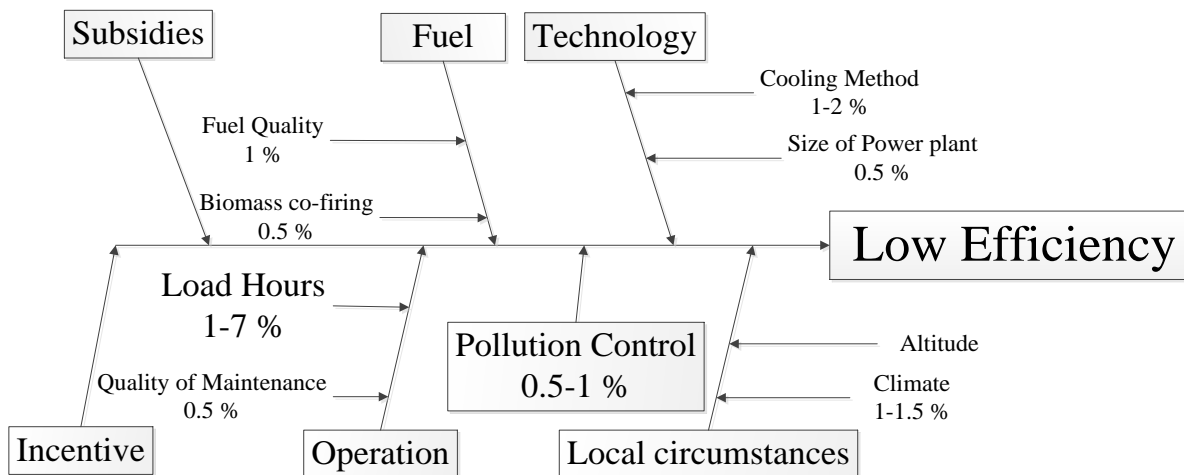 Subsidies
Fuel
Technology
Cooling Method
1-2 %
Fuel Quality
1 %
Size of Power plant
0.5 %
Biomass co-firing
0.5 %
Low Efficiency
Load Hours
1-7 %
Pollution Control
0.5-1 %
Altitude
Quality of Maintenance
0.5 %
Climate
1-1.5 %
Incentive
Operation
Local circumstances